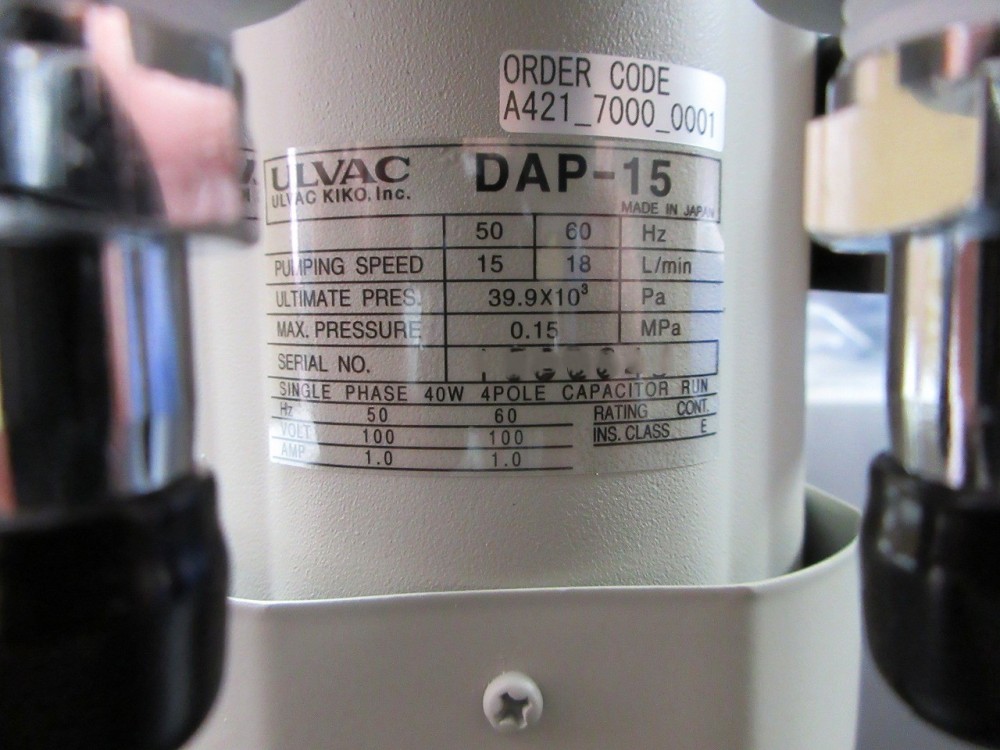 ORDER CODE
A421_7000_0001
ULVAC DAP-15
ULVAC KIKO, Inc.
MADE IN JAPAN
50 60 Hz
PUMPING SPEED 15 18 L/min
ULTIMATE PRES. 39.9X10³ Pa
MAX. PRESSURE 0.15 MPa
SERIAL NO.
SINGLE PHASE 40W 4POLE CAPACITOR RUN
Hz 50 60 RATING CONT.
VOLT 100 100 INS. CLASS E
AMP 1.0 1.0